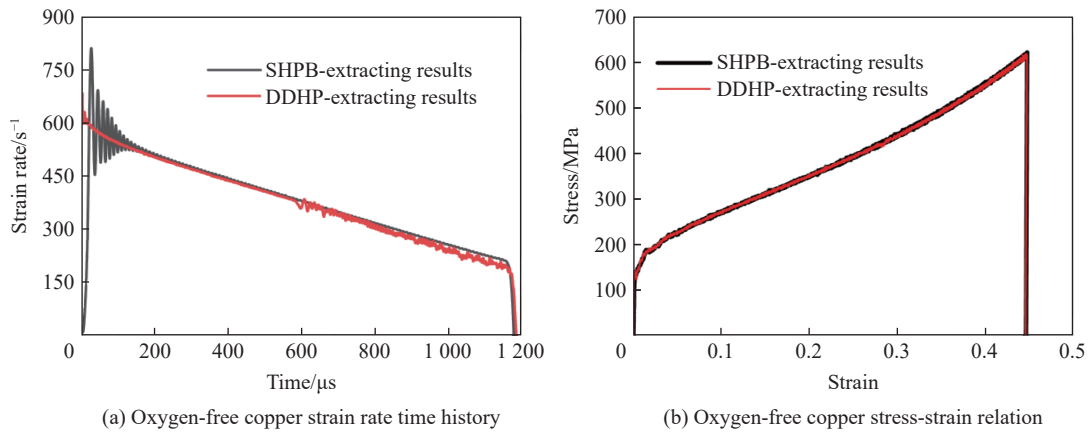 900
750
600
450
300
150
0
200
400
600
800
1 000
1 200
Strain rate/s⁻¹
Time/μs
SHPB-extracting results
DDHP-extracting results
(a) Oxygen-free copper strain rate time history
700
600
500
400
300
200
100
0
0.1
0.2
0.3
0.4
0.5
Stress/MPa
Strain
SHPB-extracting results
DDHP-extracting results
(b) Oxygen-free copper stress-strain relation